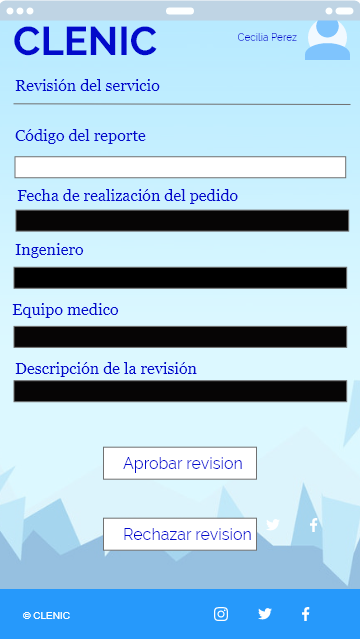 CLENIC
Cecilia Perez
Revisión del servicio
Código del reporte
Fecha de realización del pedido
Ingeniero
Equipo medico
Descripción de la revisión
Aprobar revision
Rechazar revision
© CLENIC